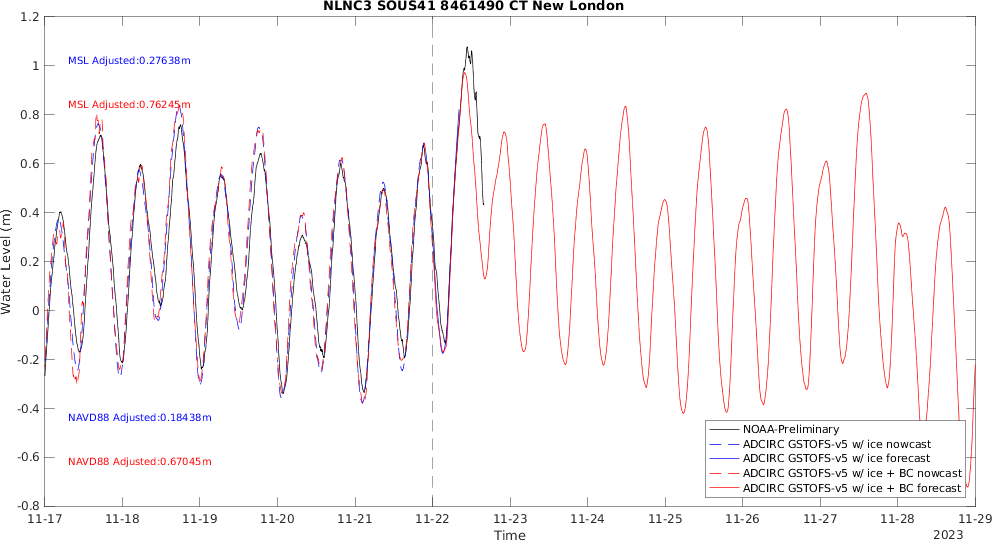 NLNC3 SOUS41 8461490 CT New London
1.2
1
0.8
0.6
0.4
0.2
0
-0.2
-0.4
-0.6
-0.8
Water Level (m)
MSL Adjusted:0.27638m
MSL Adjusted:0.76245m
NAVD88 Adjusted:0.18438m
NAVD88 Adjusted:0.67045m
NOAA-Preliminary
ADCIRC GSTOFS-v5 w/ ice nowcast
ADCIRC GSTOFS-v5 w/ ice forecast
ADCIRC GSTOFS-v5 w/ ice + BC nowcast
ADCIRC GSTOFS-v5 w/ ice + BC forecast
11-17 11-18 11-19 11-20 11-21 11-22 11-23 11-24 11-25 11-26 11-27 11-28 11-29
Time
2023